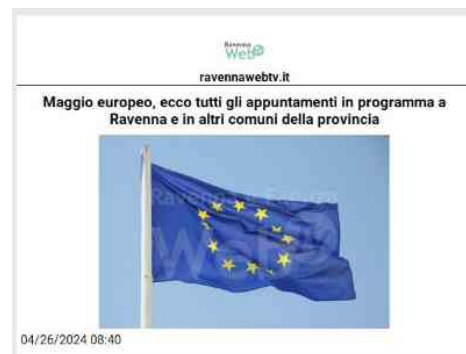 Ravenna
Web
ravennawebtv.it
Maggio europeo, ecco tutti gli appuntamenti in programma a
Ravenna e in altri comuni della provincia
Web
04/26/2024 08:40